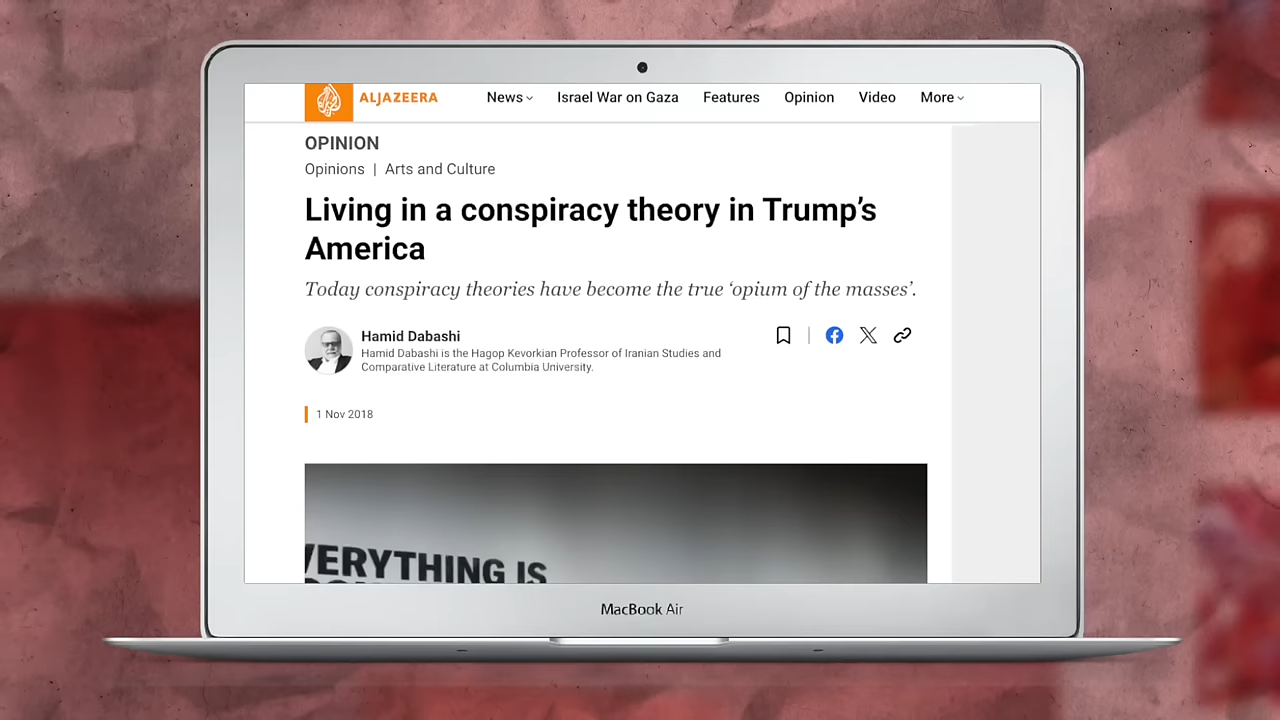 ALJAZEERA News Israel War on Gaza Features Opinion Video More
OPINION
Opinions | Arts and Culture
Living in a conspiracy theory in Trump’s
America
Today conspiracy theories have become the true ‘opium of the masses’.
Hamid Dabashi
Hamid Dabashi is the Hagop Kevorkian Professor of Iranian Studies and
Comparative Literature at Columbia University.
1 Nov 2018
VERYTHING IS
MacBook Air